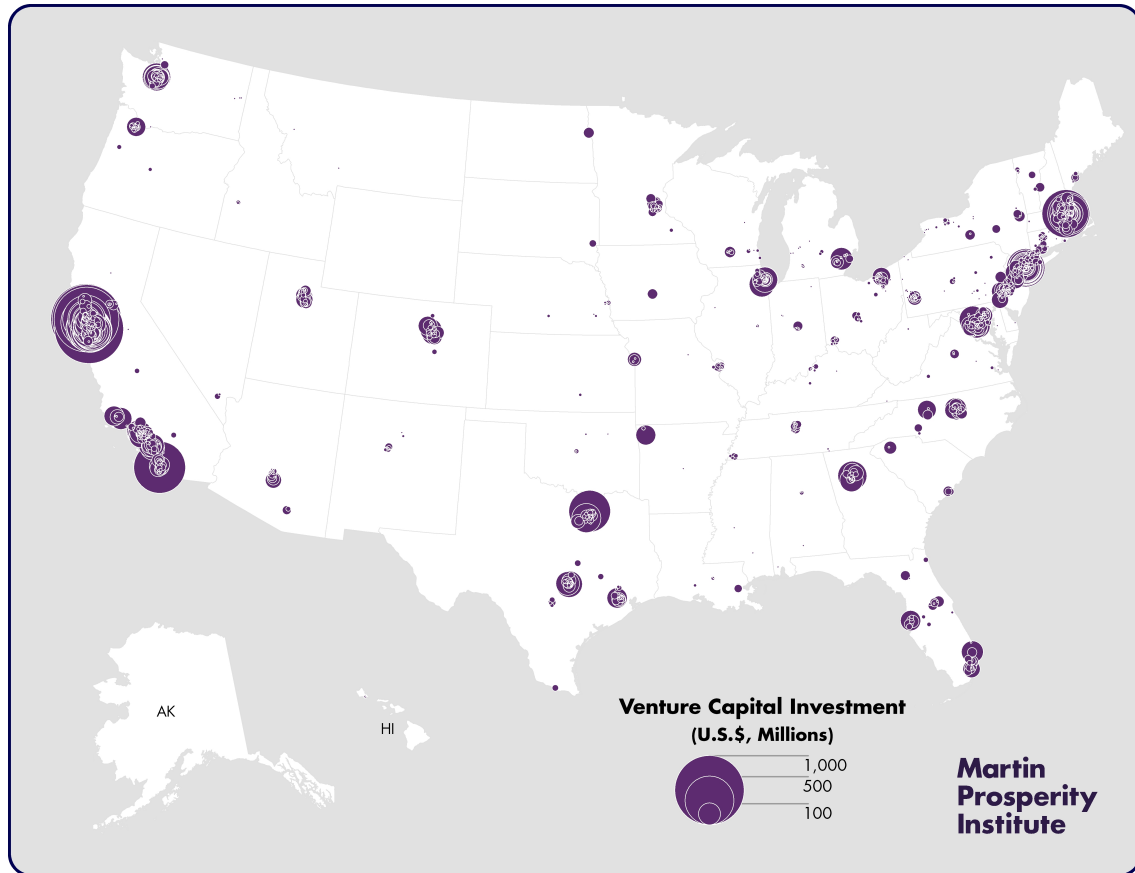 AK
HI
Venture Capital Investment
(U.S.$, Millions)
1,000
500
100
Martin
Prosperity
Institute